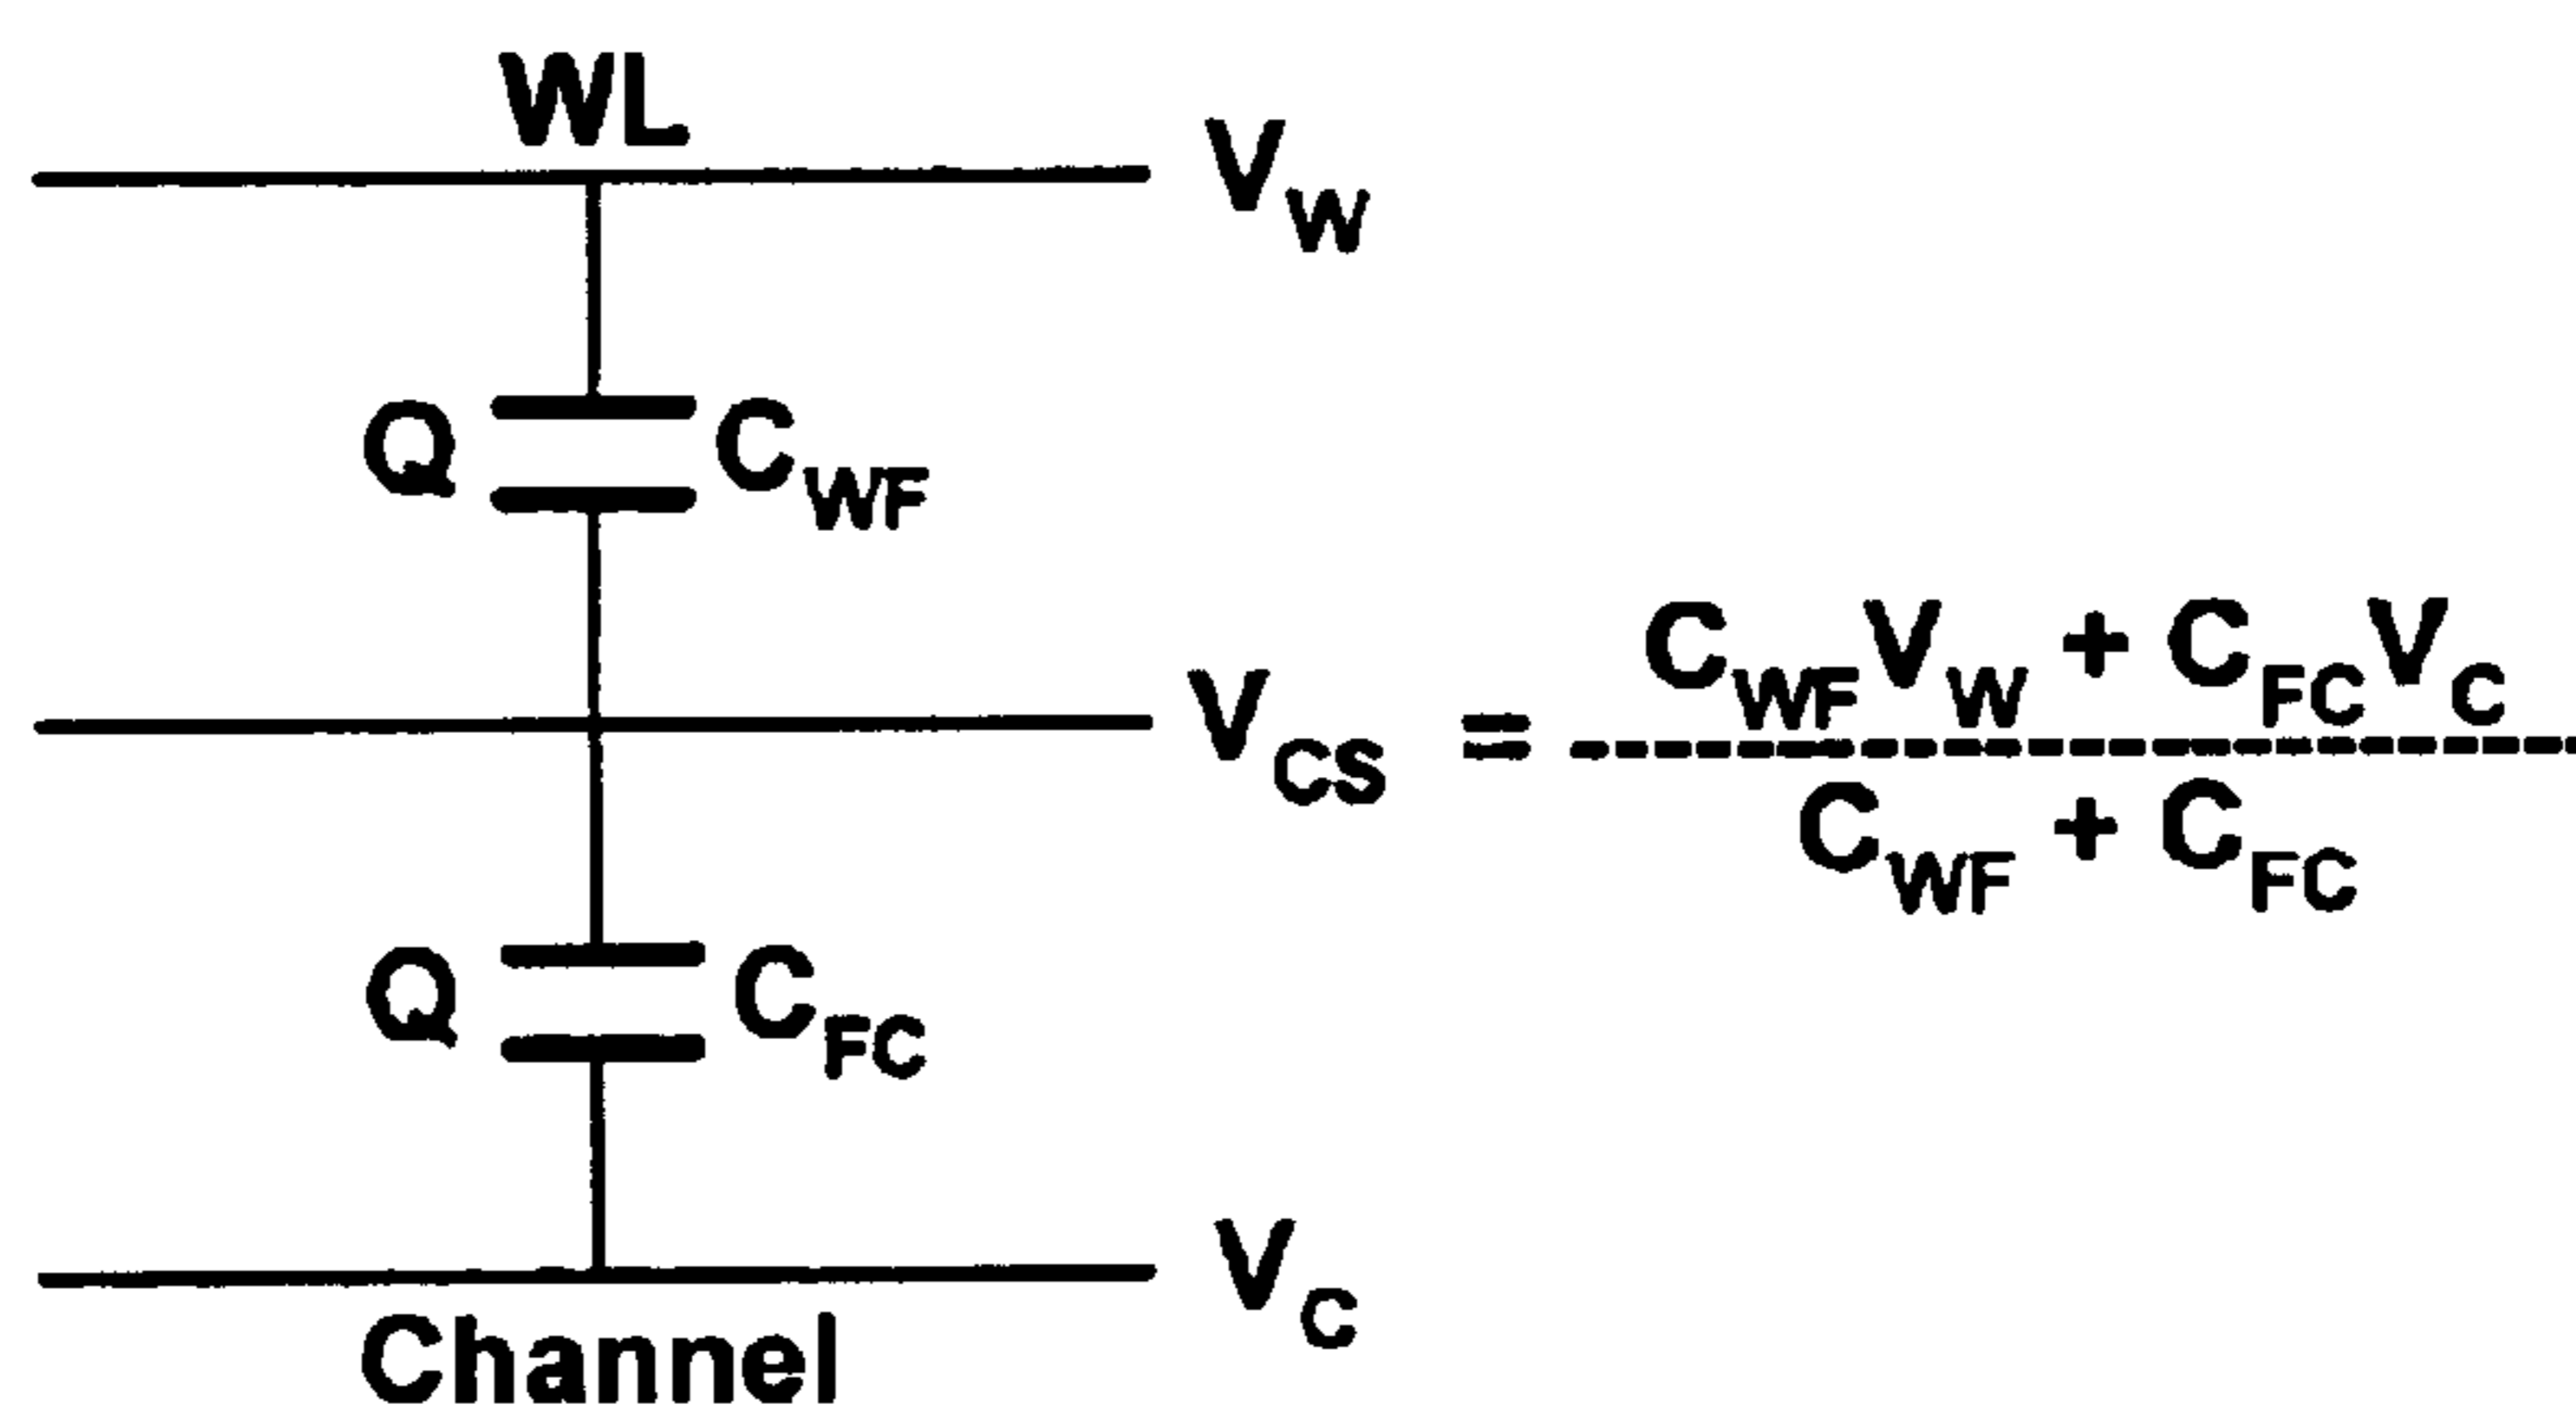 WL
V_W
Q C_WF
V_CS = C_WF V_W + C_FC V_C
C_WF + C_FC
Q C_FC
V_C
Channel